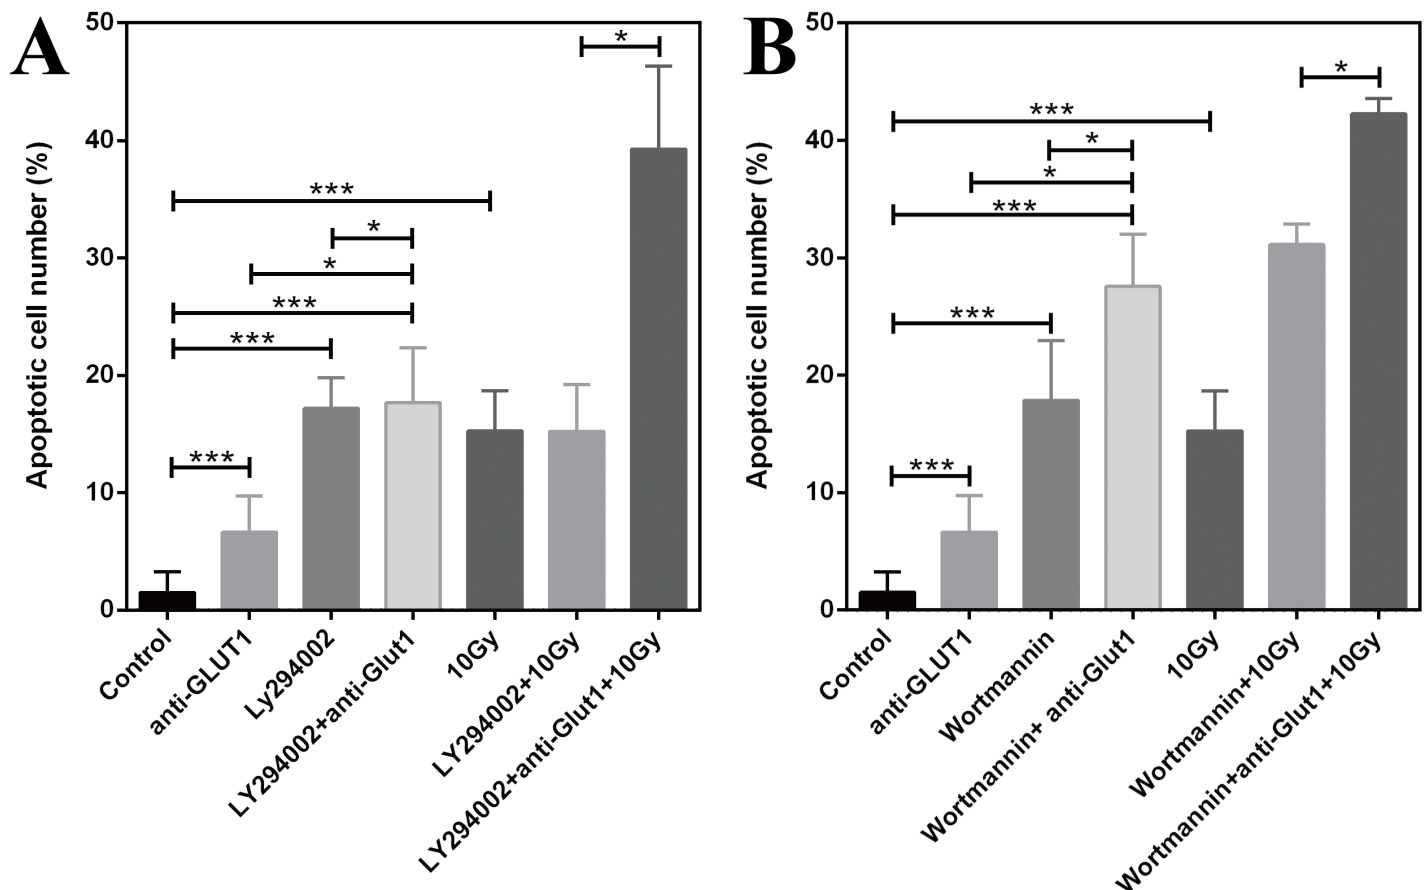 A
Apoptotic cell number (%)
50
40
30
20
10
0
*
***
*
*
***
***
***
Control
anti-GLUT1
Ly294002
LY294002+anti-Glut1
10Gy
LY294002+10Gy
LY294002+anti-Glut1+10Gy
B
Apoptotic cell number (%)
50
40
30
20
10
0
*
***
*
*
***
***
***
Control
anti-GLUT1
Wortmannin
Wortmannin+ anti-Glut1
10Gy
Wortmannin+10Gy
Wortmannin+anti-Glut1+10Gy